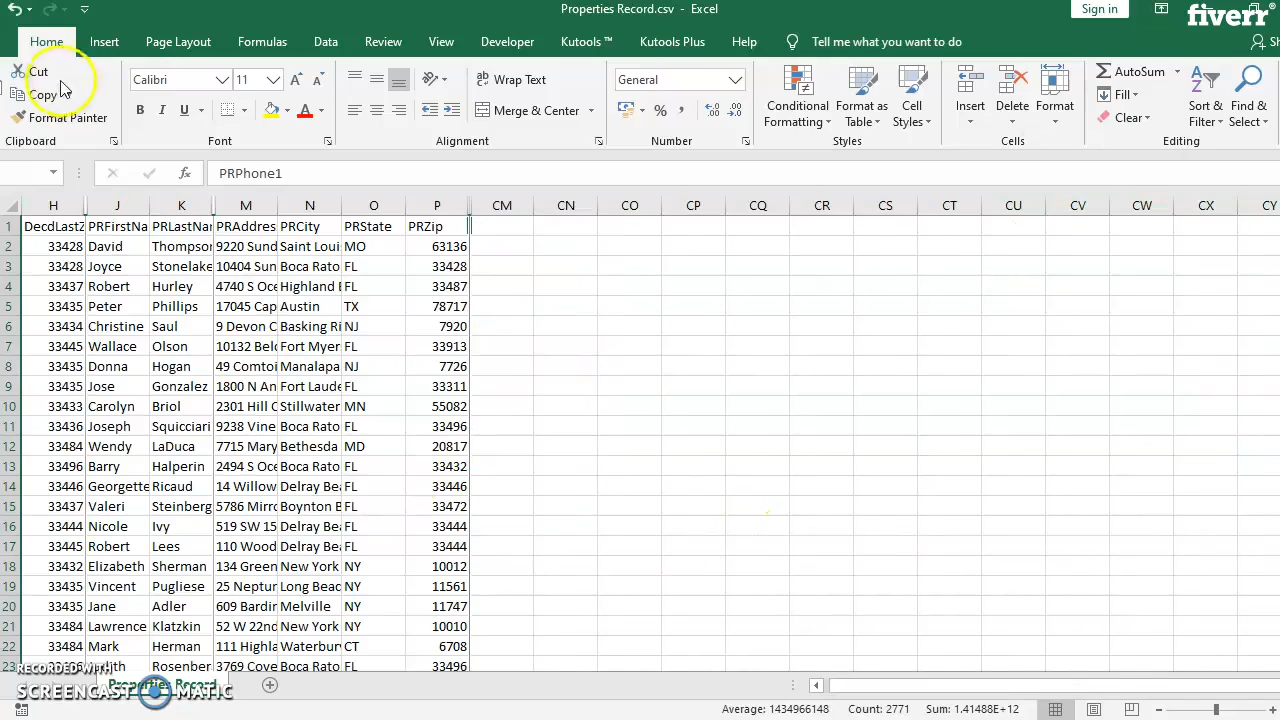 Properties Record.csv - Excel
Sign in
fiverr®
Home Insert Page Layout Formulas Data Review View Developer Kutools ™ Kutools Plus Help Tell me what you want to do Sh
Cut
Copy
Format Painter
Clipboard
Calibri 11 A A
B I U A
Font
Wrap Text
Merge & Center
Alignment
General
% ,
Number
Conditional Formatting
Format as Table
Cell Styles
Styles
Insert
Delete
Format
Cells
AutoSum
Fill
Clear
Sort & Filter
Find & Select
Editing
fx PRPhone1
H J K M N O P CM CN CO CP CQ CR CS CT CU CV CW CX CY
1 DecdLastZ PRFirstNa PRLastNar PRAddres PRCity PRState PRZip
2 33428 David Thompso 9220 Sund Saint Loui MO 63136
3 33428 Joyce Stonelake 10404 Sun Boca Rato FL 33428
4 33437 Robert Hurley 4740 S Oce Highland FL 33487
5 33435 Peter Phillips 17045 Cap Austin TX 78717
6 33434 Christine Saul 9 Devon C Basking Ri NJ 7920
7 33445 Wallace Olson 10132 Belc Fort Myer FL 33913
8 33435 Donna Hogan 49 Comtoi Manalapa NJ 7726
9 33435 Jose Gonzalez 1800 N An Fort Laude FL 33311
10 33433 Carolyn Briol 2301 Hill C Stillwater MN 55082
11 33436 Joseph Squicciari 9238 Vine Boca Rato FL 33496
12 33484 Wendy LaDuca 7715 Mary Bethesda MD 20817
13 33496 Barry Halperin 2494 S Oce Boca Rato FL 33432
14 33446 Georgette Ricaud 14 Willow Delray Bea FL 33446
15 33437 Valeri Steinberg 5786 Mirro Boynton B FL 33472
16 33444 Nicole Ivy 519 SW 15 Delray Bea FL 33444
17 33445 Robert Lees 110 Wood Delray Bea FL 33444
18 33432 Elizabeth Sherman 134 Green New York NY 10012
19 33435 Vincent Pugliese 25 Neptur Long Beac NY 11561
20 33435 Jane Adler 609 Bardin Melville NY 11747
21 33484 Lawrence Klatzkin 52 W 22nd New York NY 10010
22 33484 Mark Herman 111 Highla Waterbury CT 6708
23 Rosenber 3769 Cove Boca Rato FL 33496
RECORDED WITH
SCREENCAST MATIC
Properties Record
Average: 1434966148 Count: 2771 Sum: 1.41488E+12